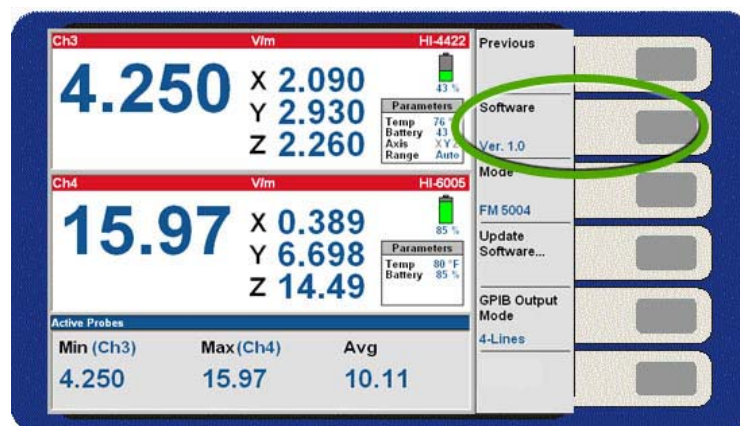 Ch3 V/m HI-4422
4.250
X 2.090
Y 2.930
Z 2.260
43 %
Parameters
Temp 76 °
Battery 43
Axis XYZ
Range Auto
Ch4 V/m HI-6005
15.97
X 0.389
Y 6.698
Z 14.49
85 %
Parameters
Temp 80 °F
Battery 85 %
Active Probes
Min (Ch3) Max (Ch4) Avg
4.250 15.97 10.11
Previous
Software
Ver. 1.0
Mode
FM 5004
Update
Software...
GPIB Output
Mode
4-Lines